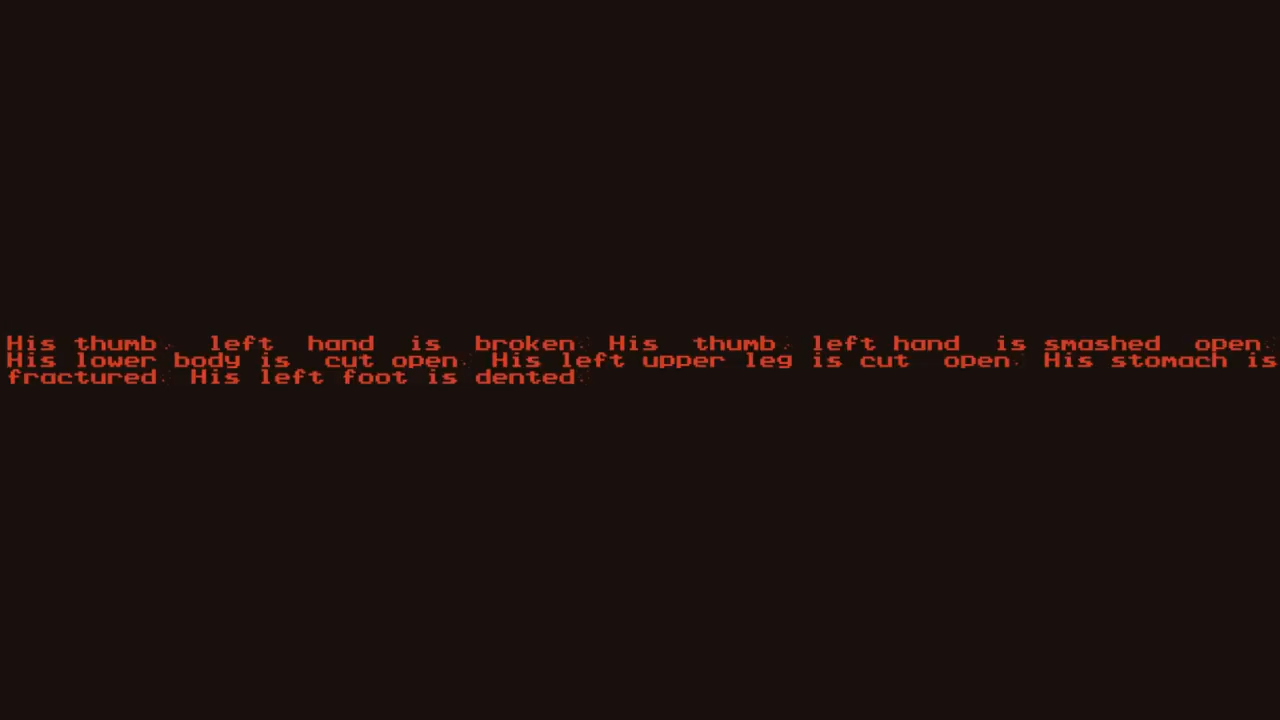 His thumb, left hand is broken. His thumb, left hand is smashed open.
His lower body is cut open. His left upper leg is cut open. His stomach is
fractured. His left foot is dented.